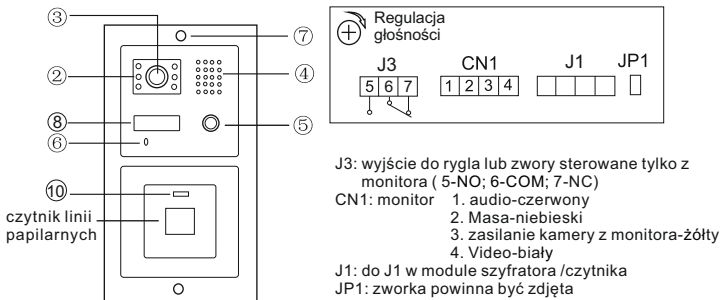 ③
⑦
②
④
⑧
⑤
⑥
⑩
czytnik linii
papilarnych
Regulacja
głośności
J3 CN1 J1 JP1
5 6 7 1 2 3 4
J3: wyjście do rygla lub zwory sterowane tylko z
monitora ( 5-NO; 6-COM; 7-NC)
CN1: monitor 1. audio-czerwony
2. Masa-niebieski
3. zasilanie kamery z monitora-żółty
4. Video-biały
J1: do J1 w module szyfratora /czytnika
JP1: zworka powinna być zdjęta